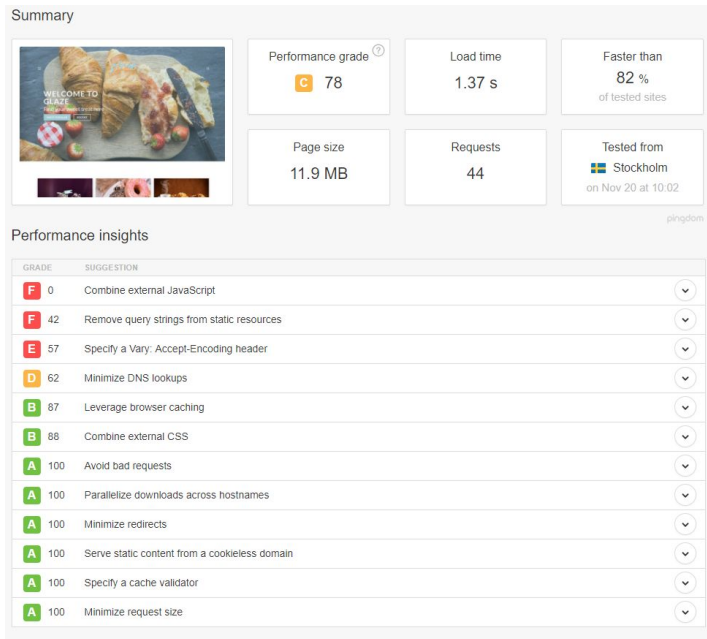 Summary
WELCOME TO
GLAZE
Performance grade ?
C 78
Load time
1.37 s
Faster than
82 %
of tested sites
Page size
11.9 MB
Requests
44
Tested from
Stockholm
on Nov 20 at 10:02
pingdom
Performance insights
GRADE SUGGESTION
F 0 Combine external JavaScript
F 42 Remove query strings from static resources
E 57 Specify a Vary: Accept-Encoding header
D 62 Minimize DNS lookups
B 87 Leverage browser caching
B 88 Combine external CSS
A 100 Avoid bad requests
A 100 Parallelize downloads across hostnames
A 100 Minimize redirects
A 100 Serve static content from a cookieless domain
A 100 Specify a cache validator
A 100 Minimize request size